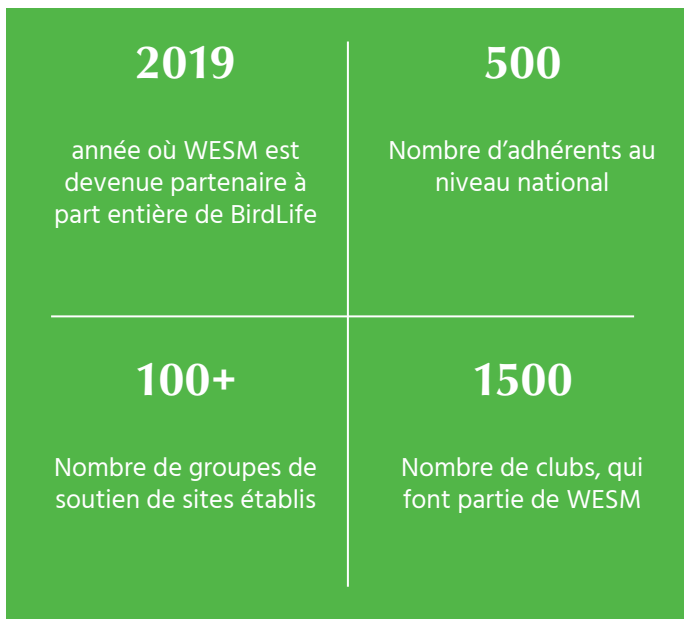 2019
année où WESM est
devenue partenaire à
part entière de BirdLife
500
Nombre d’adhérents au
niveau national
100+
Nombre de groupes de
soutien de sites établis
1500
Nombre de clubs, qui
font partie de WESM